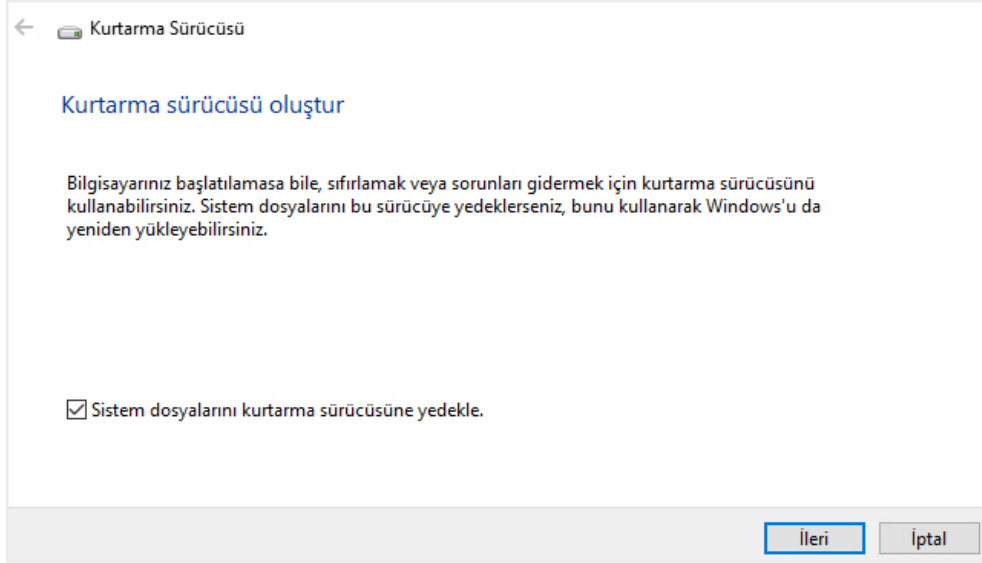 Kurtarma Sürücüsü
Kurtarma sürücüsü oluştur
Bilgisayarınız başlatılamasa bile, sıfırlamak veya sorunları gidermek için kurtarma sürücüsünü
kullanabilirsiniz. Sistem dosyalarını bu sürücüye yedeklerseniz, bunu kullanarak Windows'u da
yeniden yükleyebilirsiniz.
Sistem dosyalarını kurtarma sürücüsüne yedekle.
İleri İptal